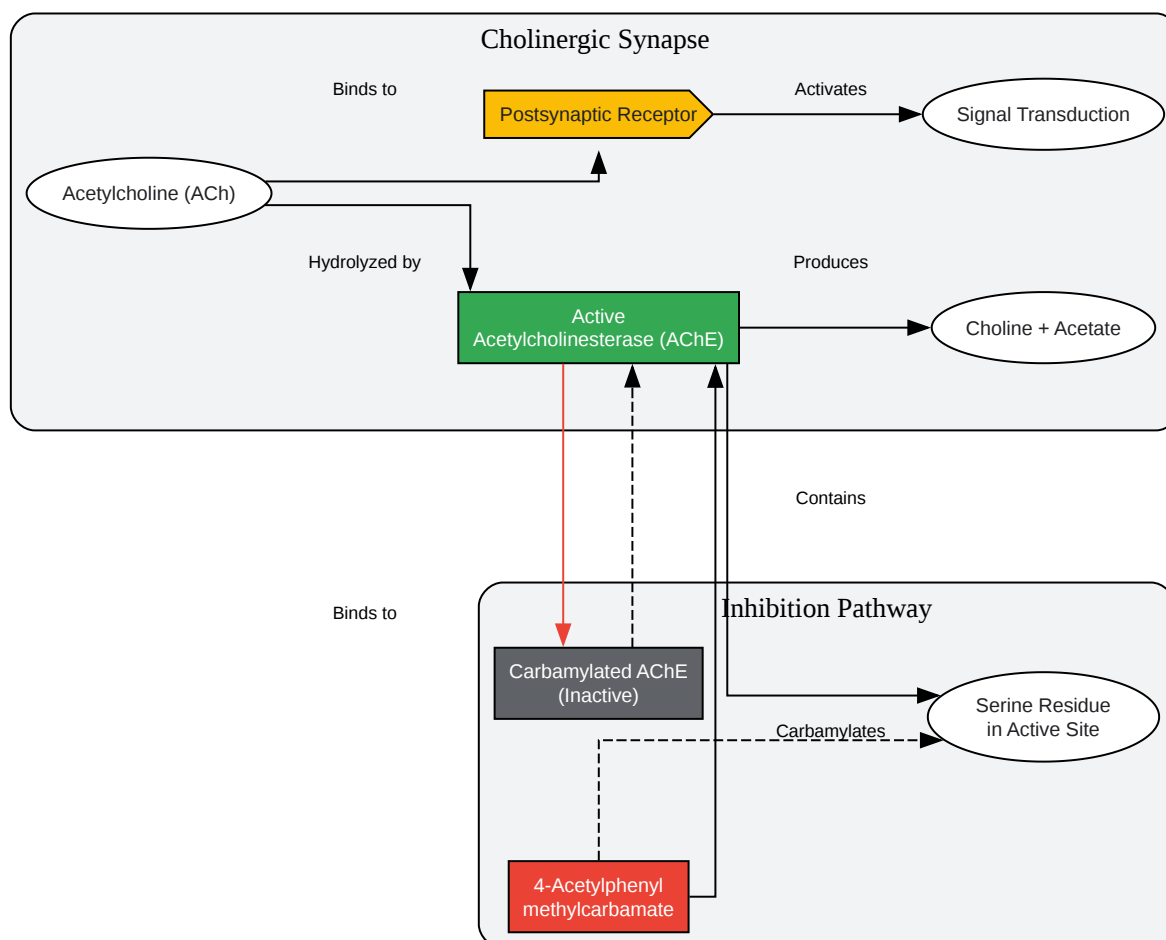 Cholinergic Synapse
Binds to
Postsynaptic Receptor
Activates
Signal Transduction
Acetylcholine (ACh)
Hydrolyzed by
Produces
Active
Acetylcholinesterase (AChE)
Choline + Acetate
Contains
Inhibition Pathway
Binds to
Carbamylated AChE
(Inactive)
Serine Residue
in Active Site
Carbamylates
4-Acetylphenyl
methylcarbamate